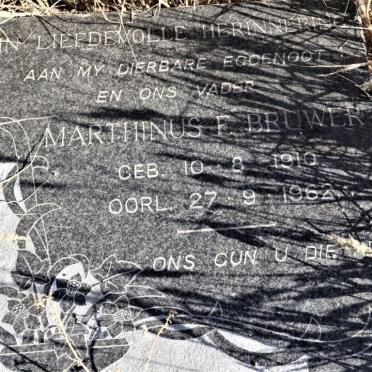 IN LIEFDEVOLLE HERINNERING
AAN MY DIERBARE EGGENOOT
EN ONS VADER
MARTHINUS F. BRUWER
GEB. 10 - 8 - 1910
OORL. 27 - 9 - 1962
ONS GUN U DIE